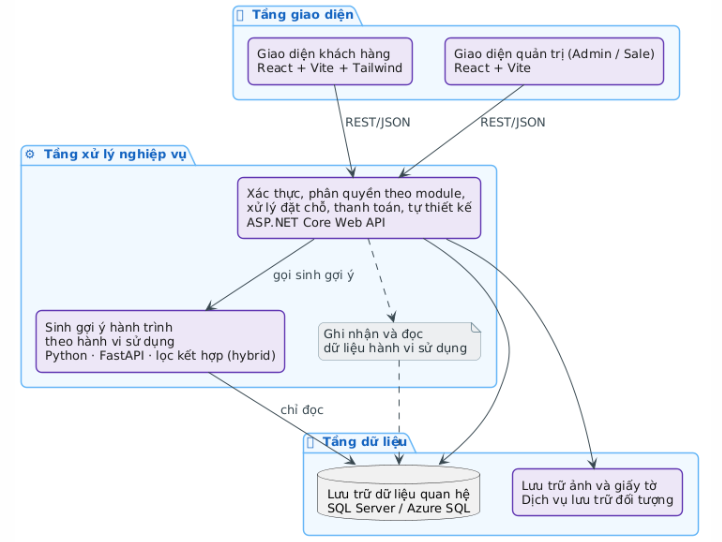 Tầng giao diện
Giao diện khách hàng
React + Vite + Tailwind
Giao diện quản trị (Admin / Sale)
React + Vite
REST/JSON
REST/JSON
Tầng xử lý nghiệp vụ
Xác thực, phân quyền theo module,
xử lý đặt chỗ, thanh toán, tự thiết kế
ASP.NET Core Web API
gọi sinh gợi ý
Sinh gợi ý hành trình
theo hành vi sử dụng
Python · FastAPI · lọc kết hợp (hybrid)
Ghi nhận và đọc
dữ liệu hành vi sử dụng
chỉ đọc
Tầng dữ liệu
Lưu trữ dữ liệu quan hệ
SQL Server / Azure SQL
Lưu trữ ảnh và giấy tờ
Dịch vụ lưu trữ đối tượng